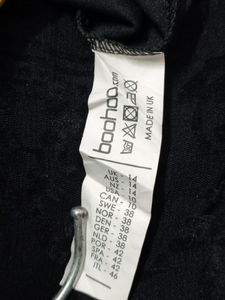 boohoo.com
MADE IN UK
UK - 14
AUS - 14
NZ - 14
USA - 10
CAN - 10
SWE - 38
NOR - 38
DEN - 38
GER - 38
NLD - 38
POR - 42
SPA - 42
FRA - 42
ITL - 46